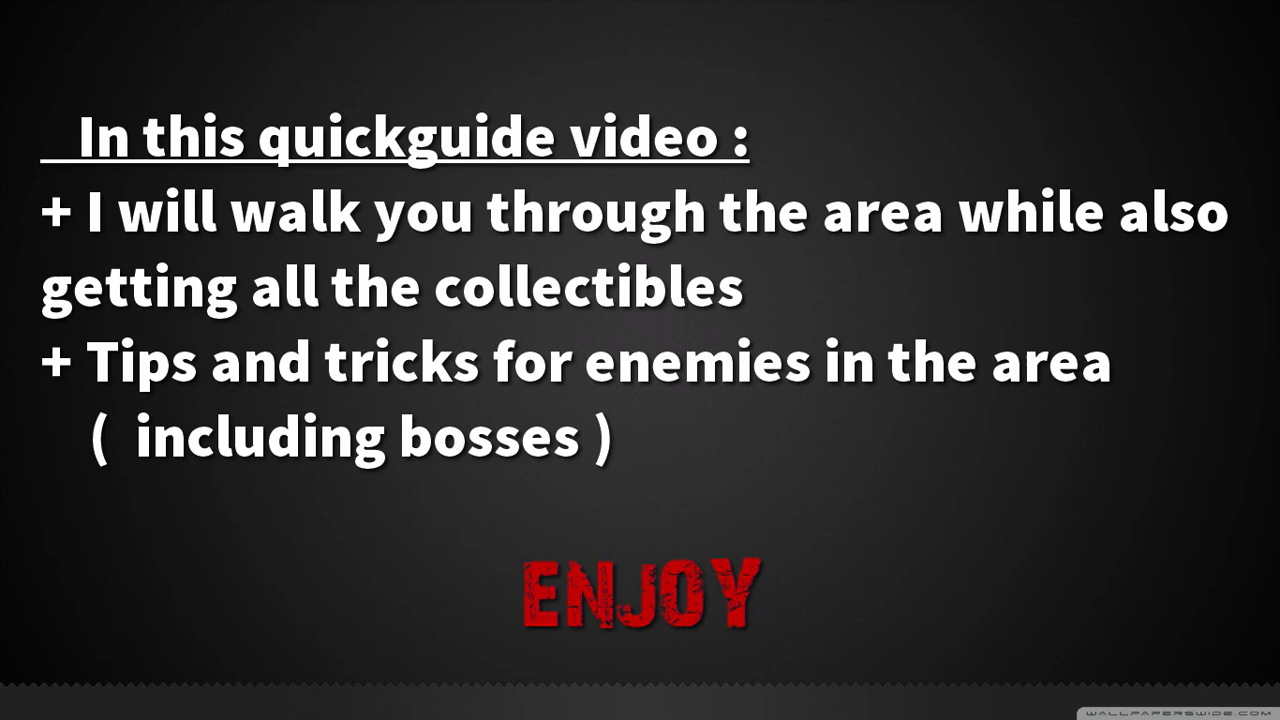 In this quickguide video :
+ I will walk you through the area while also
getting all the collectibles
+ Tips and tricks for enemies in the area
( including bosses )
ENJOY
WALLPAPERSWIDE.COM